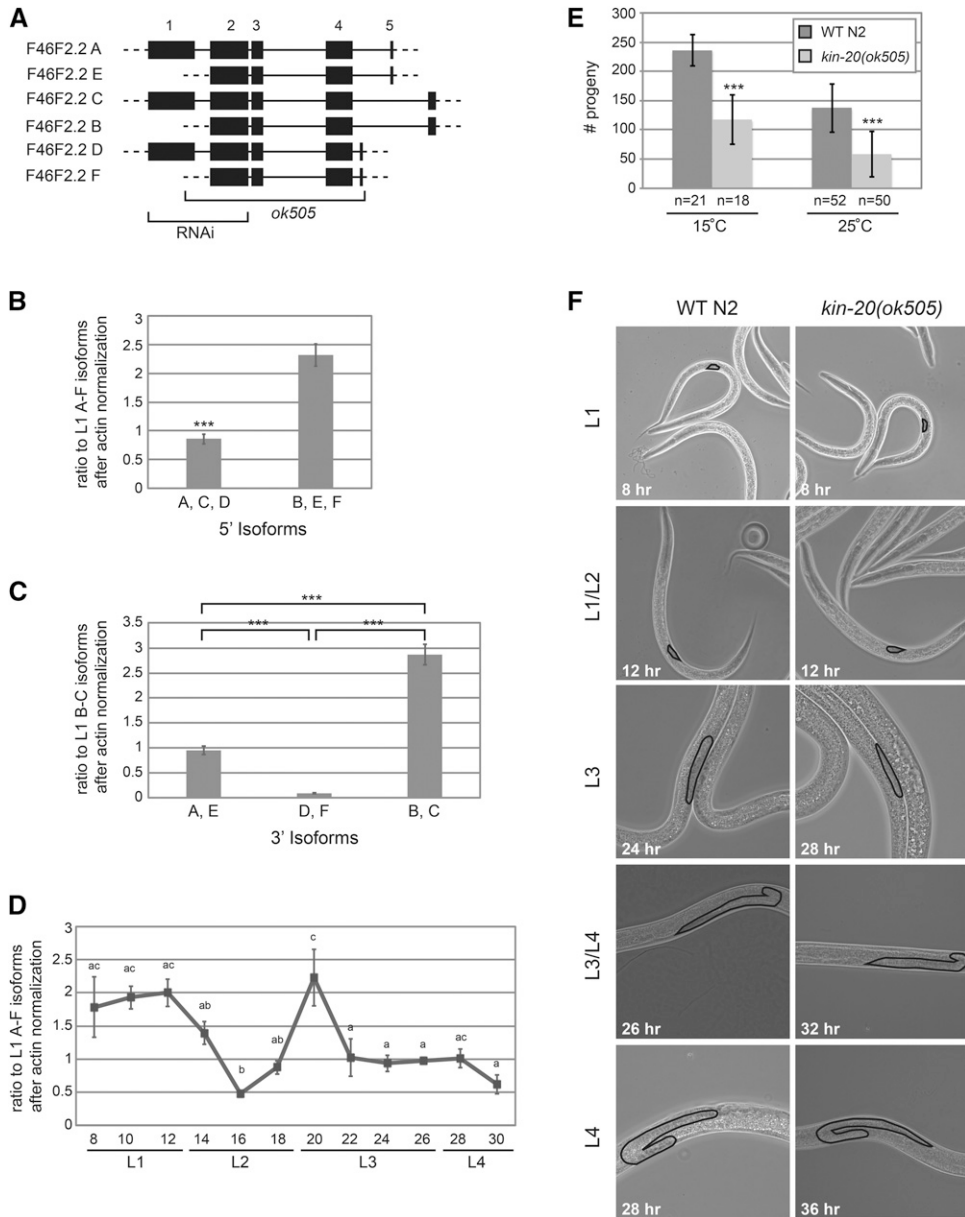 A
1 2 3 4 5
F46F2.2 A
F46F2.2 E
F46F2.2 C
F46F2.2 B
F46F2.2 D
F46F2.2 F
ok505
RNAi
B
ratio to L1 A-F isoforms
after actin normalization
3
2.5
2
1.5
1
0.5
0
***
A, C, D
B, E, F
5' Isoforms
C
ratio to L1 B-C isoforms
after actin normalization
3.5
3
2.5
2
1.5
1
0.5
0
***
***
***
A, E
D, F
B, C
3' Isoforms
D
ratio to L1 A-F isoforms
after actin normalization
3
2.5
2
1.5
1
0.5
0
ac ac ac ab b ab c a a a ac a
8 10 12 14 16 18 20 22 24 26 28 30
L1 L2 L3 L4
E
# progeny
300
250
200
150
100
50
0
WT N2
kin-20(ok505)
***
***
n=21 n=18 n=52 n=50
15°C 25°C
F
WT N2 kin-20(ok505)
L1
8 hr 8 hr
L1/L2
12 hr 12 hr
L3
24 hr 28 hr
L3/L4
26 hr 32 hr
L4
28 hr 36 hr